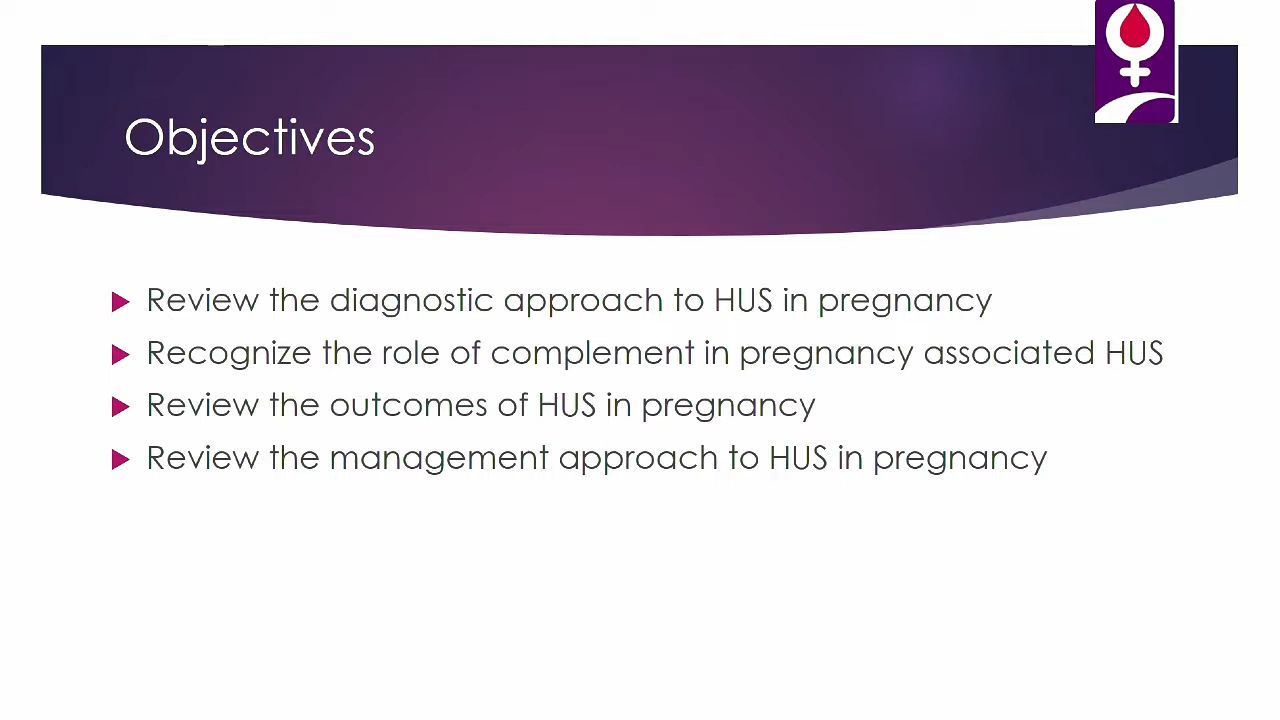 Objectives
Review the diagnostic approach to HUS in pregnancy
Recognize the role of complement in pregnancy associated HUS
Review the outcomes of HUS in pregnancy
Review the management approach to HUS in pregnancy